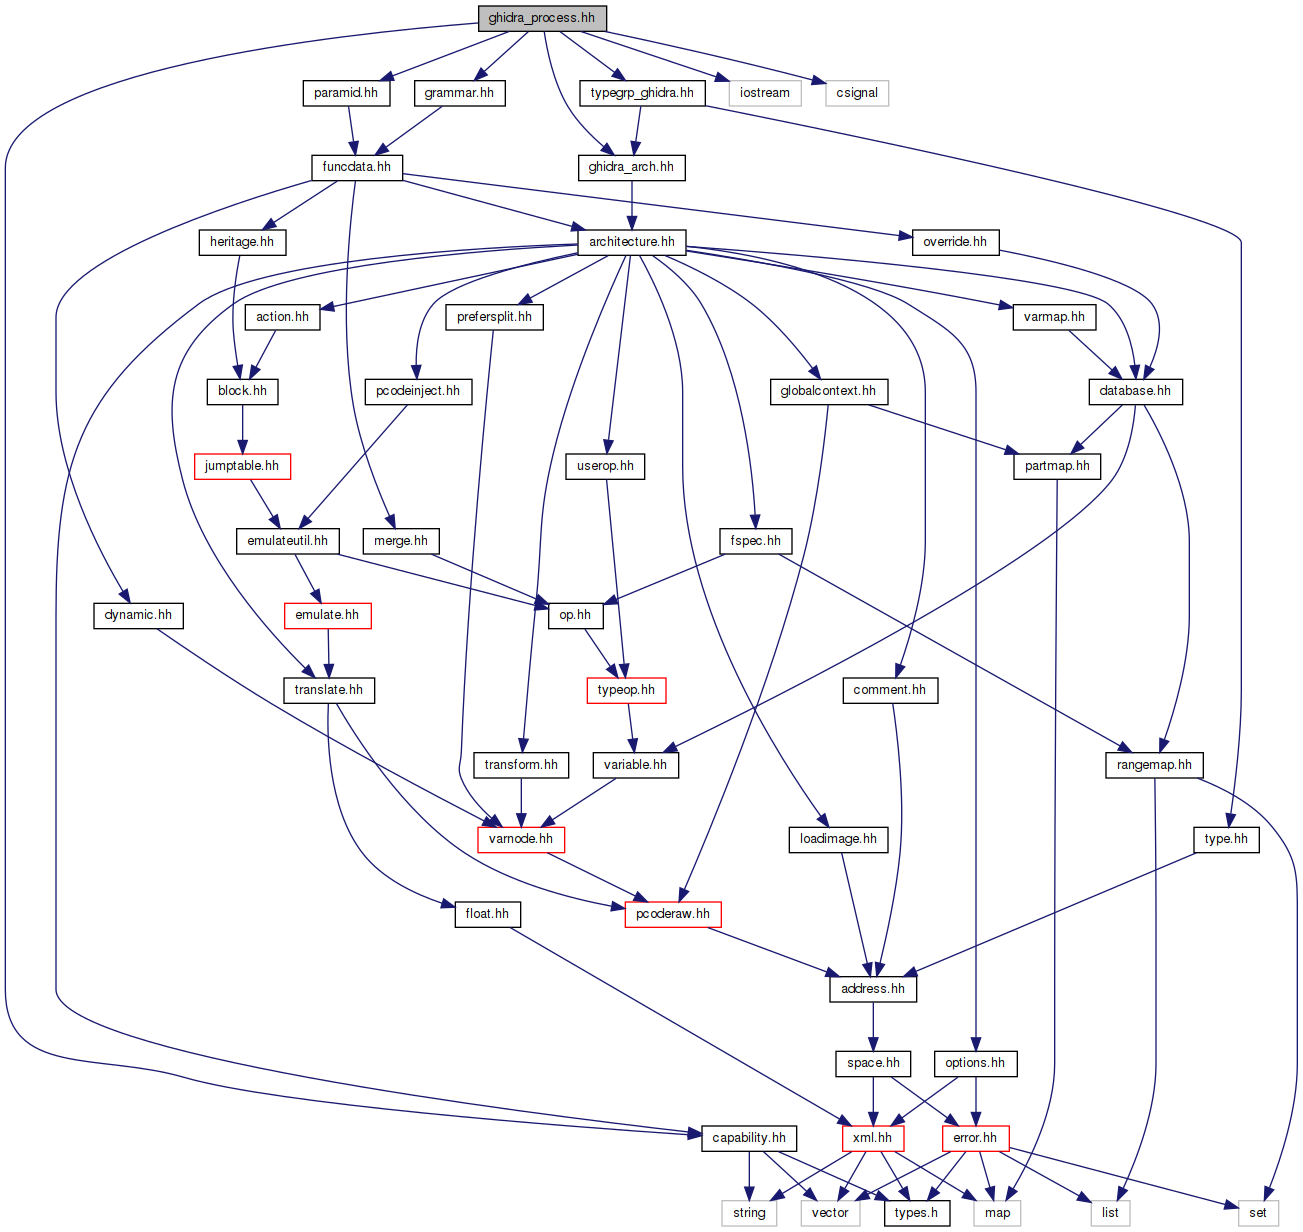 ghidra_process.hh
paramid.hh
grammar.hh
typegrp_ghidra.hh
iostream
csignal
funcdata.hh
ghidra_arch.hh
heritage.hh
architecture.hh
override.hh
action.hh
prefersplit.hh
varmap.hh
block.hh
pcodeinject.hh
globalcontext.hh
database.hh
jumptable.hh
userop.hh
partmap.hh
emulateutil.hh
merge.hh
fspec.hh
dynamic.hh
emulate.hh
op.hh
translate.hh
typeop.hh
comment.hh
transform.hh
variable.hh
rangemap.hh
varnode.hh
loadimage.hh
type.hh
float.hh
pcoderaw.hh
address.hh
space.hh
options.hh
capability.hh
xml.hh
error.hh
string
vector
types.h
map
list
set